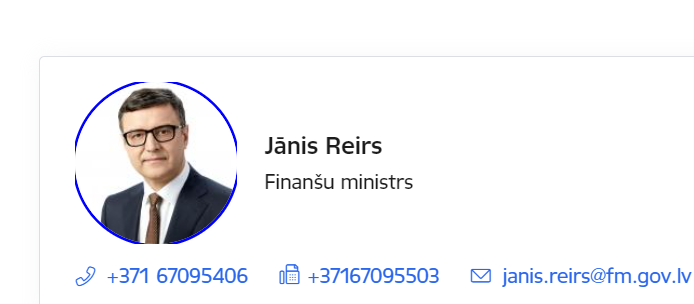 Jānis Reirs
Finanšu ministrs
+371 67095406 +37167095503 janis.reirs@fm.gov.lv